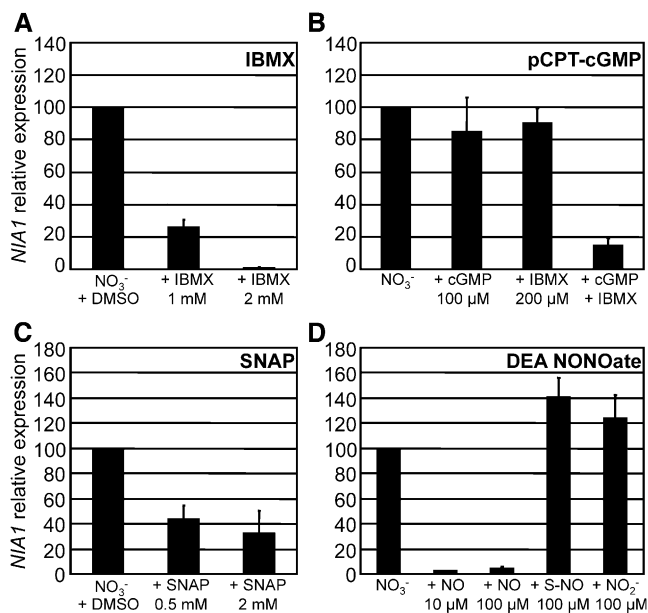 A
IBMX
NIA1 relative expression
140
120
100
80
60
40
20
0
NO₃⁻ + IBMX + IBMX
+ DMSO 1 mM 2 mM
B
pCPT-cGMP
140
120
100
80
60
40
20
0
NO₃⁻ + cGMP + IBMX + cGMP
100 µM 200 µM + IBMX
C
SNAP
NIA1 relative expression
180
160
140
120
100
80
60
40
20
0
NO₃⁻ + SNAP + SNAP
+ DMSO 0.5 mM 2 mM
D
DEA NONOate
180
160
140
120
100
80
60
40
20
0
NO₃⁻ + NO + NO + S-NO + NO₂⁻
10 µM 100 µM 100 µM 100 µM